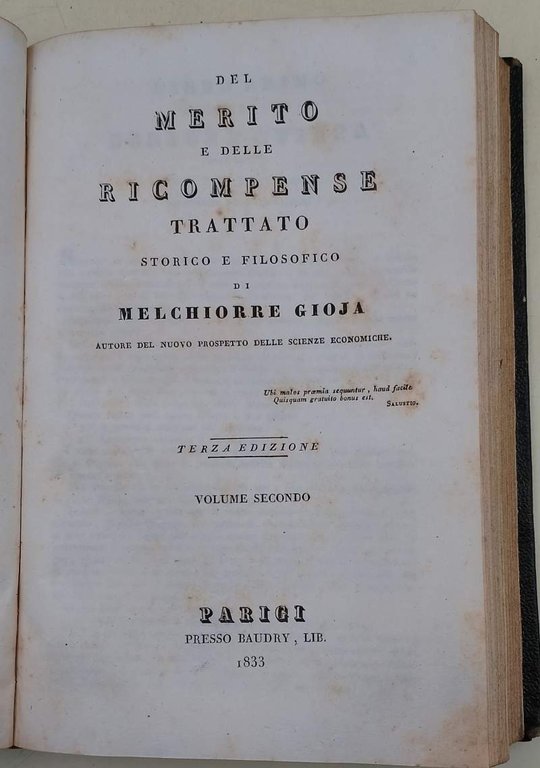 DEL
MERITO
E DELLE
RICOMPENSE
TRATTATO
STORICO E FILOSOFICO
DI
MELCHIORRE GIOJA
AUTORE DEL NUOVO PROSPETTO DELLE SCIENZE ECONOMICHE.
Ubi malos præmia sequuntur, haud facile
Quisquam gratuito bonus est.
SALUSTIO.
TERZA EDIZIONE
VOLUME SECONDO
PARIGI
PRESSO BAUDRY, LIB.
1833